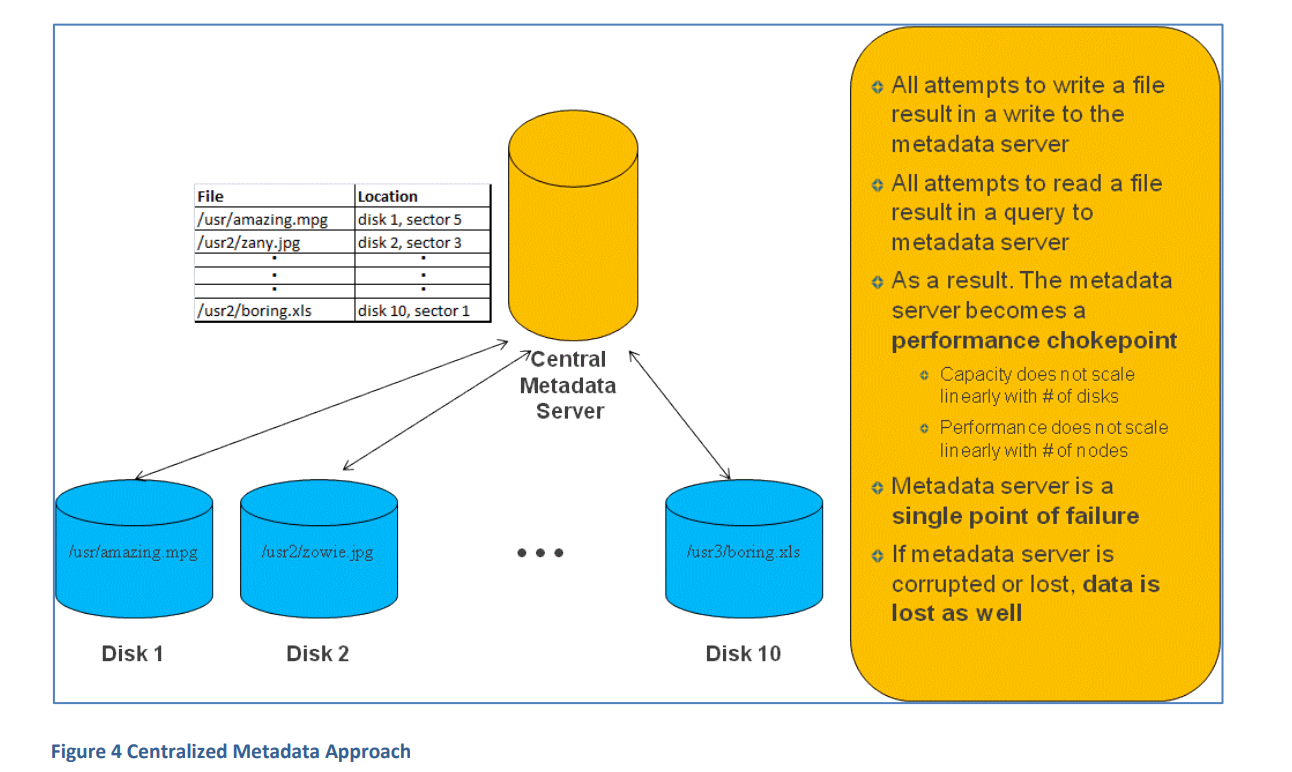 File Location
/usr/amazing.mpg disk 1, sector 5
/usr2/zany.jpg disk 2, sector 3
/usr2/boring.xls disk 10, sector 1
Central
Metadata
Server
/usr/amazing.mpg
/usr2/zowie.jpg
/usr3/boring.xls
Disk 1
Disk 2
Disk 10
All attempts to write a file
result in a write to the
metadata server
All attempts to read a file
result in a query to
metadata server
As a result. The metadata
server becomes a
performance chokepoint
Capacity does not scale
linearly with # of disks
Performance does not scale
linearly with # of nodes
Metadata server is a
single point of failure
If metadata server is
corrupted or lost, data is
lost as well
Figure 4 Centralized Metadata Approach